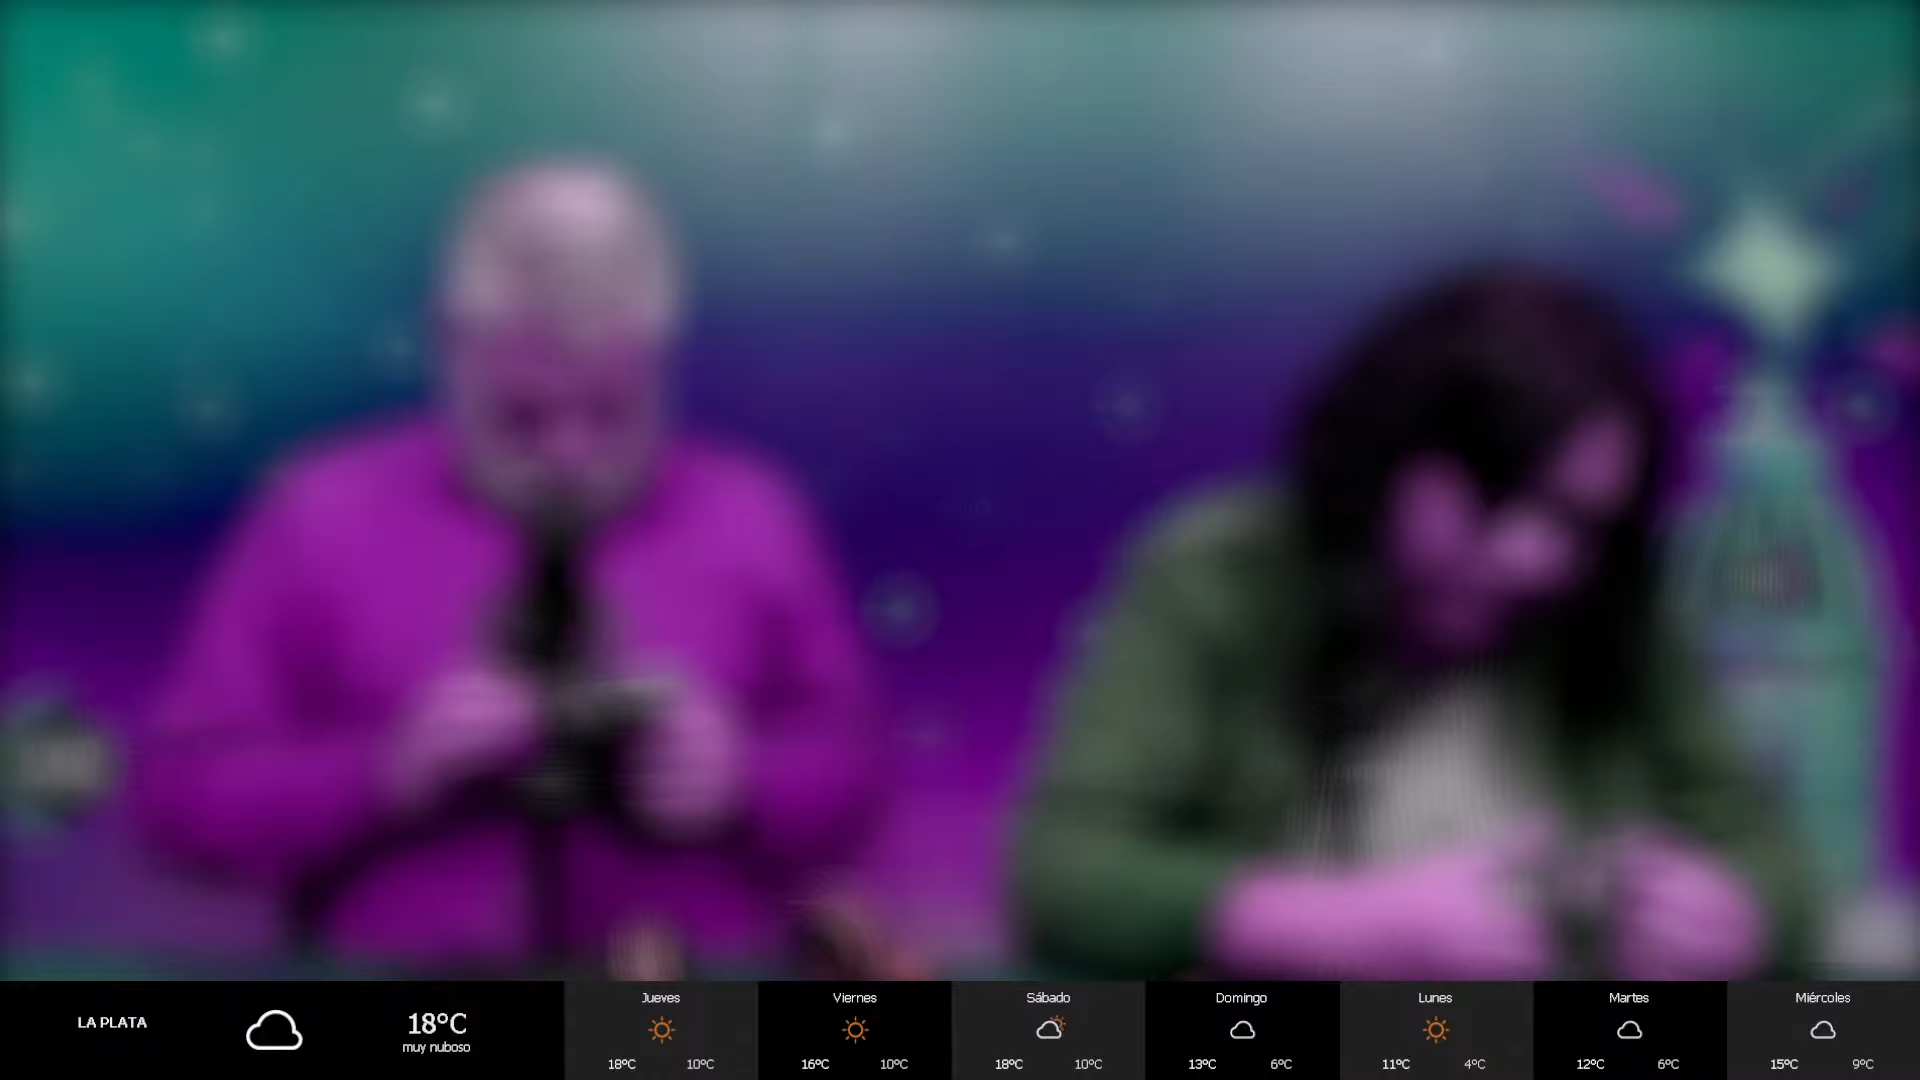 LA PLATA
18°C
muy nuboso
Jueves
18°C 10°C
Viernes
16°C 10°C
Sábado
18°C 10°C
Domingo
13°C 6°C
Lunes
11°C 4°C
Martes
12°C 6°C
Miércoles
15°C 9°C